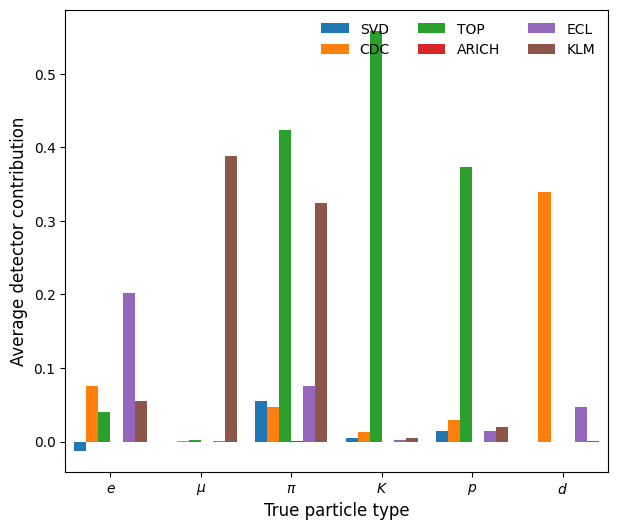 SVD TOP ECL
CDC ARICH KLM
Average detector contribution
0.5
0.4
0.3
0.2
0.1
0.0
e μ π K p d
True particle type